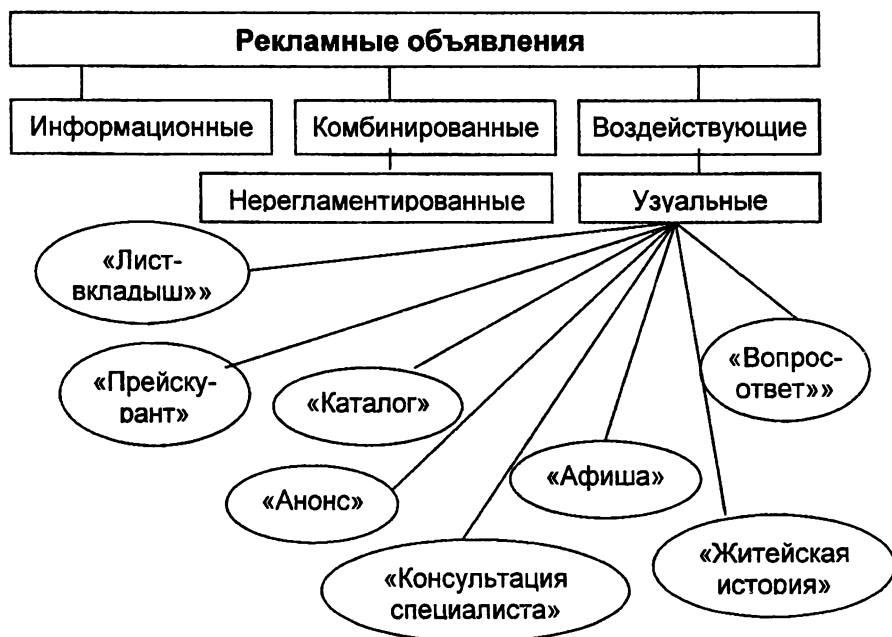 Рекламные объявления
Информационные
Комбинированные
Воздействующие
Нерегламентированные
Узуальные
«Лист-
вкладыш»»
«Прейску-
рант»
«Каталог»
«Вопрос-
ответ»»
«Анонс»
«Афиша»
«Консультация
специалиста»
«Житейская
история»